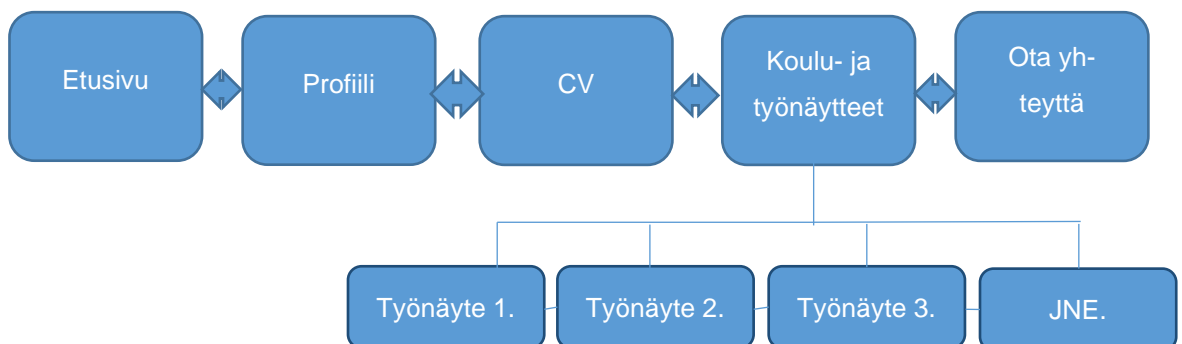 Etusivu
Profiili
CV
Koulu- ja
työnäytteet
Ota yh-
teyttä
Työnäyte 1.
Työnäyte 2.
Työnäyte 3.
JNE.